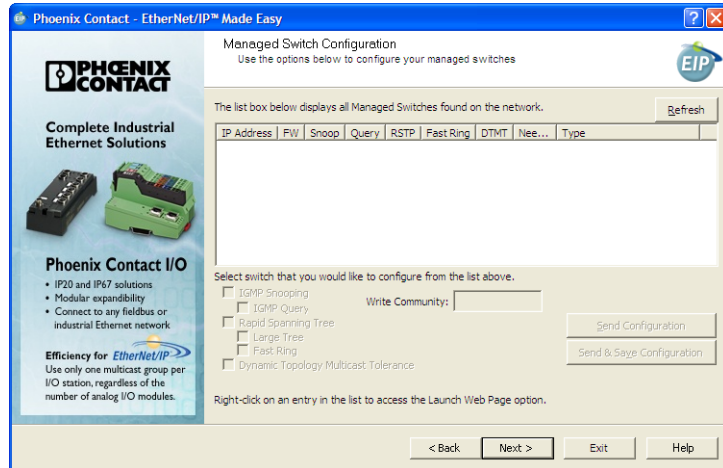 Phoenix Contact - EtherNet/IP™ Made Easy
PHŒNIX
CONTACT
Complete Industrial
Ethernet Solutions
Phoenix Contact I/O
• IP20 and IP67 solutions
• Modular expandibility
• Connect to any fieldbus or
industrial Ethernet network
Efficiency for EtherNet/IP
Use only one multicast group per
I/O station, regardless of the
number of analog I/O modules.
Managed Switch Configuration
Use the options below to configure your managed switches
EIP
The list box below displays all Managed Switches found on the network.
Refresh
IP Address FW Snoop Query RSTP Fast Ring DTMT Nee... Type
Select switch that you would like to configure from the list above.
IGMP Snooping
IGMP Query
Write Community:
Rapid Spanning Tree
Large Tree
Fast Ring
Dynamic Topology Multicast Tolerance
Send Configuration
Send & Save Configuration
Right-click on an entry in the list to access the Launch Web Page option.
< Back
Next >
Exit
Help